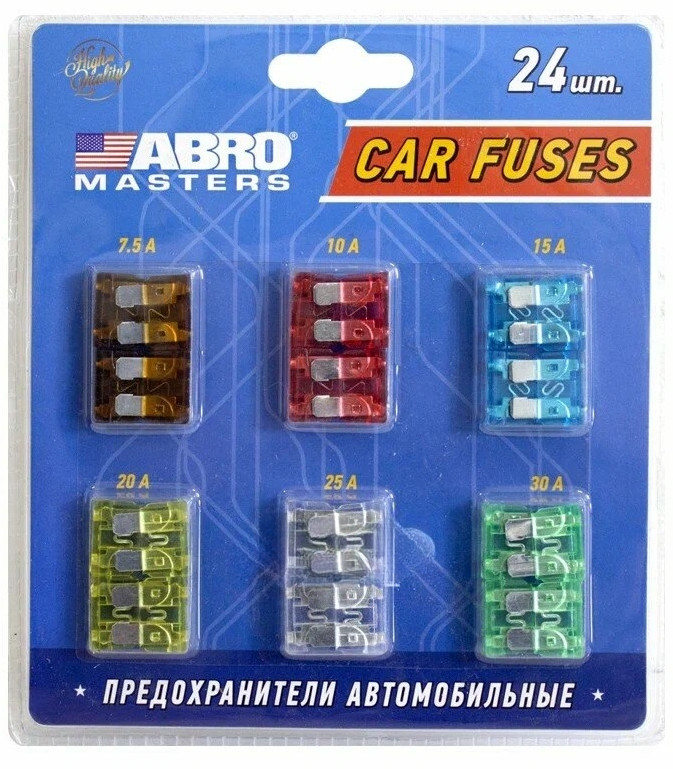 High Quality
24 шт.
ABRO®
MASTERS
CAR FUSES
7.5 A
10 A
15 A
20 A
25 A
30 A
★ ПРЕДОХРАНИТЕЛИ АВТОМОБИЛЬНЫЕ ★